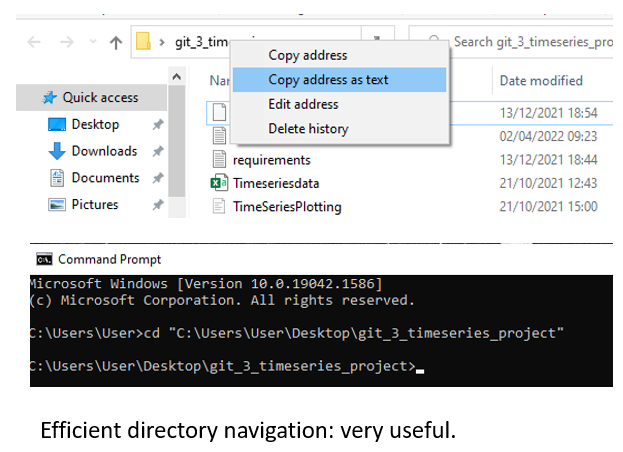 git_3_tim
Search git_3_timeseries_pro
Copy address
Copy address as text
Edit address
Delete history
Date modified
Quick access
Desktop
Downloads
Documents
Pictures
13/12/2021 18:54
02/04/2022 09:23
requirements 13/12/2021 18:44
Timeseriesdata 21/10/2021 12:43
TimeSeriesPlotting 21/10/2021 15:00
Command Prompt
Microsoft Windows [Version 10.0.19042.1586]
(c) Microsoft Corporation. All rights reserved.
C:\Users\User>cd "C:\Users\User\Desktop\git_3_timeseries_project"
C:\Users\User\Desktop\git_3_timeseries_project>
Efficient directory navigation: very useful.